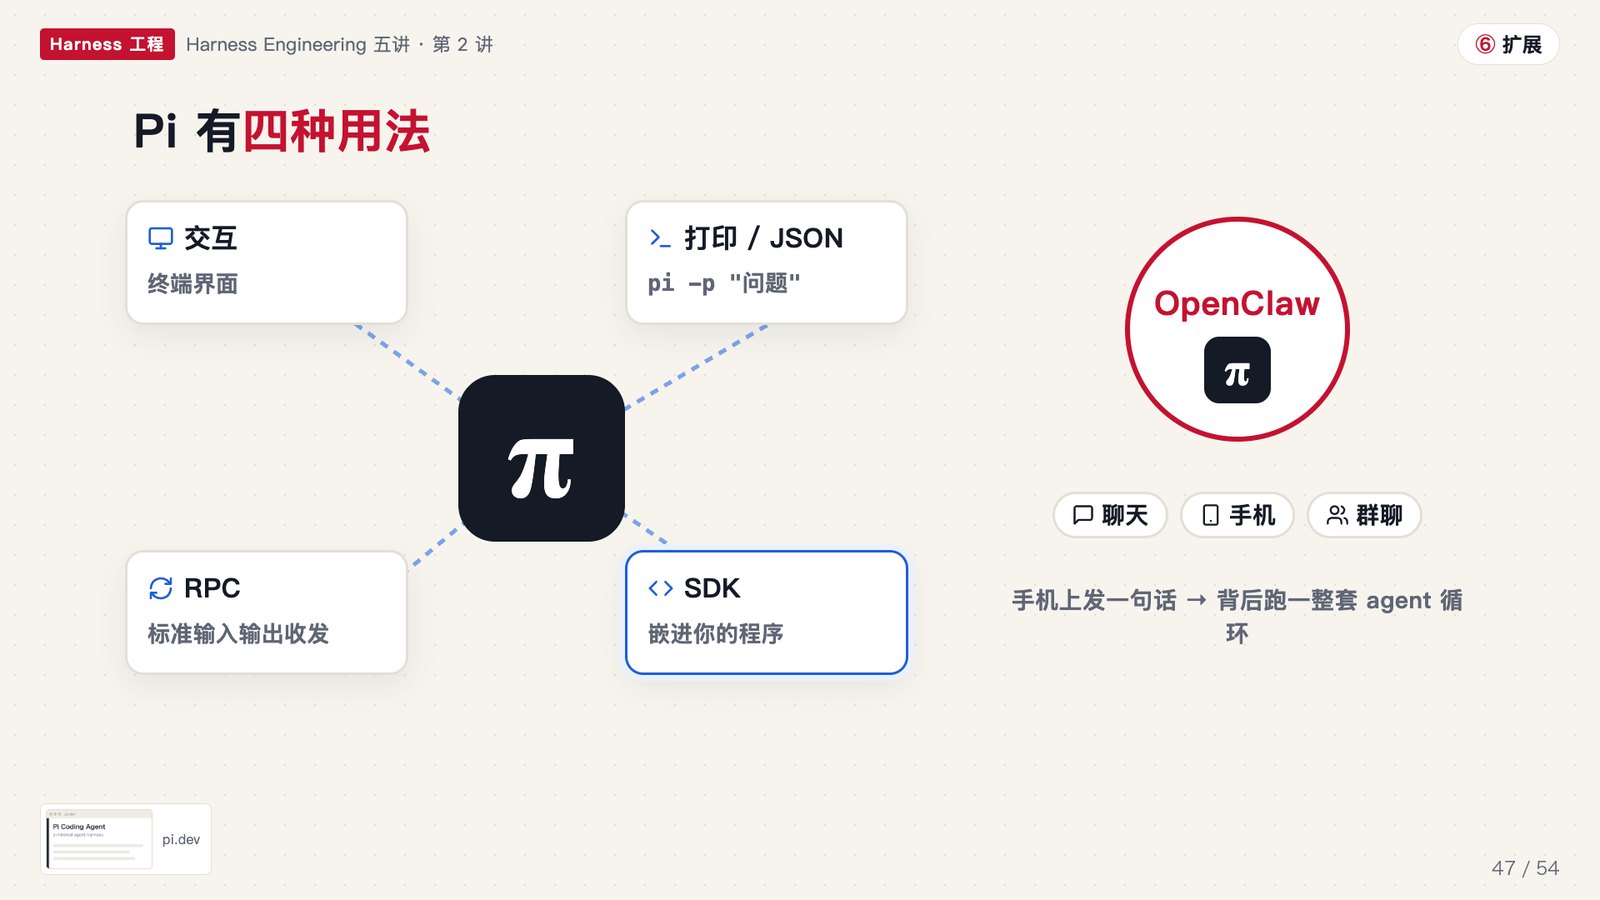 Harness 工程
Harness Engineering 五讲 · 第 2 讲
⑥ 扩展
Pi 有四种用法
交互
终端界面
打印 / JSON
pi -p "问题"
π
RPC
标准输入输出收发
SDK
嵌进你的程序
OpenClaw
π
聊天
手机
群聊
手机上发一句话 → 背后跑一整套 agent 循
环
Pi Coding Agent
pi.dev
47 / 54